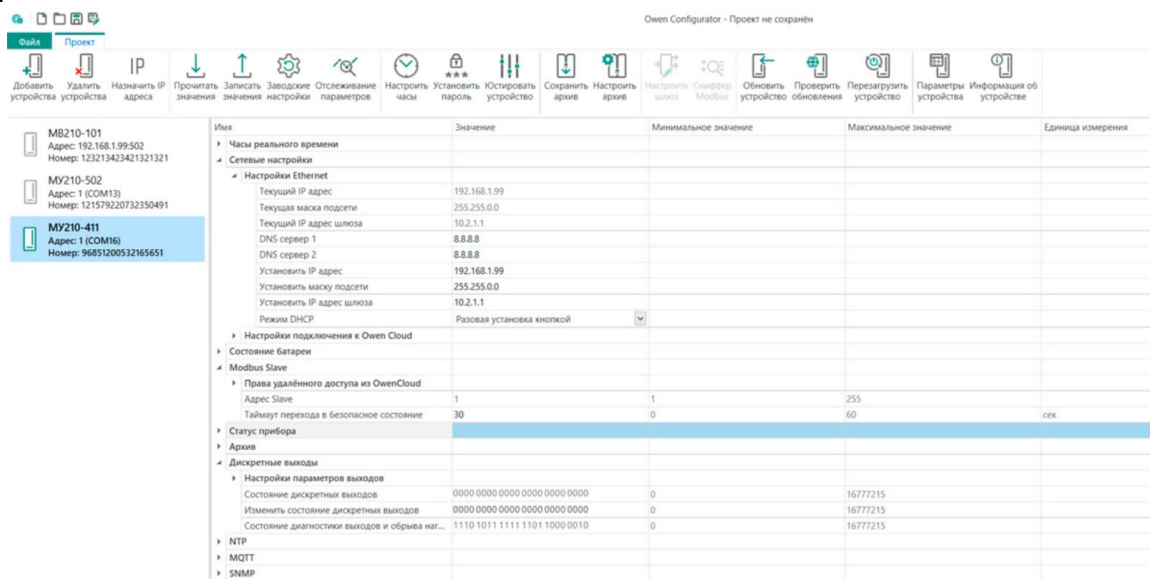 Owen Configurator - Проект не сохранён
Файл Проект
Добавить устройства
Удалить устройства
Назначить IP адреса
Прочитать значения
Записать значения
Заводские настройки
Отслеживание параметров
Настроить часы
Установить пароль
Юстировать устройство
Сохранить архив
Настроить архив
Настроить шлюз
Сниффер Modbus
Обновить устройство
Проверить обновления
Перезагрузить устройство
Параметры устройства
Информация об устройстве
МВ210-101
Адрес: 192.168.1.99:502
Номер: 123213423421321321
МУ210-502
Адрес: 1 (COM13)
Номер: 121579220732350491
МУ210-411
Адрес: 1 (COM16)
Номер: 96851200532165651
Имя Значение Минимальное значение Максимальное значение Единица измерения
Часы реального времени
Сетевые настройки
Настройки Ethernet
Текущий IP адрес 192.168.1.99
Текущая маска подсети 255.255.0.0
Текущий IP адрес шлюза 10.2.1.1
DNS сервер 1 8.8.8.8
DNS сервер 2 8.8.8.8
Установить IP адрес 192.168.1.99
Установить маску подсети 255.255.0.0
Установить IP адрес шлюза 10.2.1.1
Режим DHCP Разовая установка кнопкой
Настройки подключения к Owen Cloud
Состояние батареи
Modbus Slave
Права удалённого доступа из OwenCloud
Адрес Slave 1 1 255
Таймаут перехода в безопасное состояние 30 0 60 сек
Статус прибора
Архив
Дискретные выходы
Настройки параметров выходов
Состояние дискретных выходов 0000 0000 0000 0000 0000 0000 0 16777215
Изменить состояние дискретных выходов 0000 0000 0000 0000 0000 0000 0 16777215
Состояние диагностики выходов и обрыва наг... 1110 1011 1111 1101 1000 0010 0 16777215
NTP
MQTT
SNMP